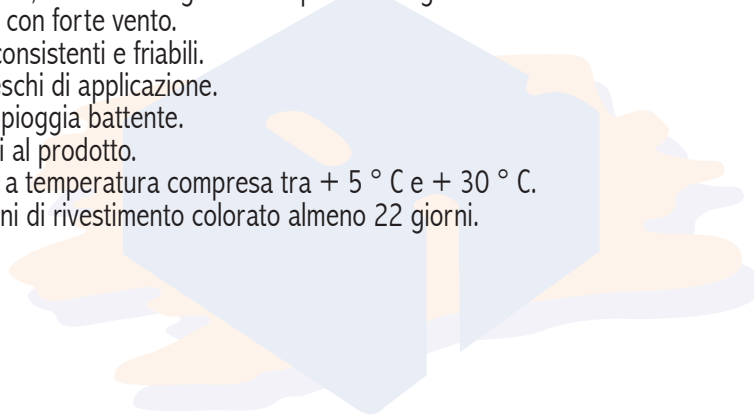 con forte vento.
consistenti e friabili.
eschi di applicazione.
pioggia battente.
i al prodotto.
a temperatura compresa tra + 5 ° C e + 30 ° C.
ni di rivestimento colorato almeno 22 giorni.